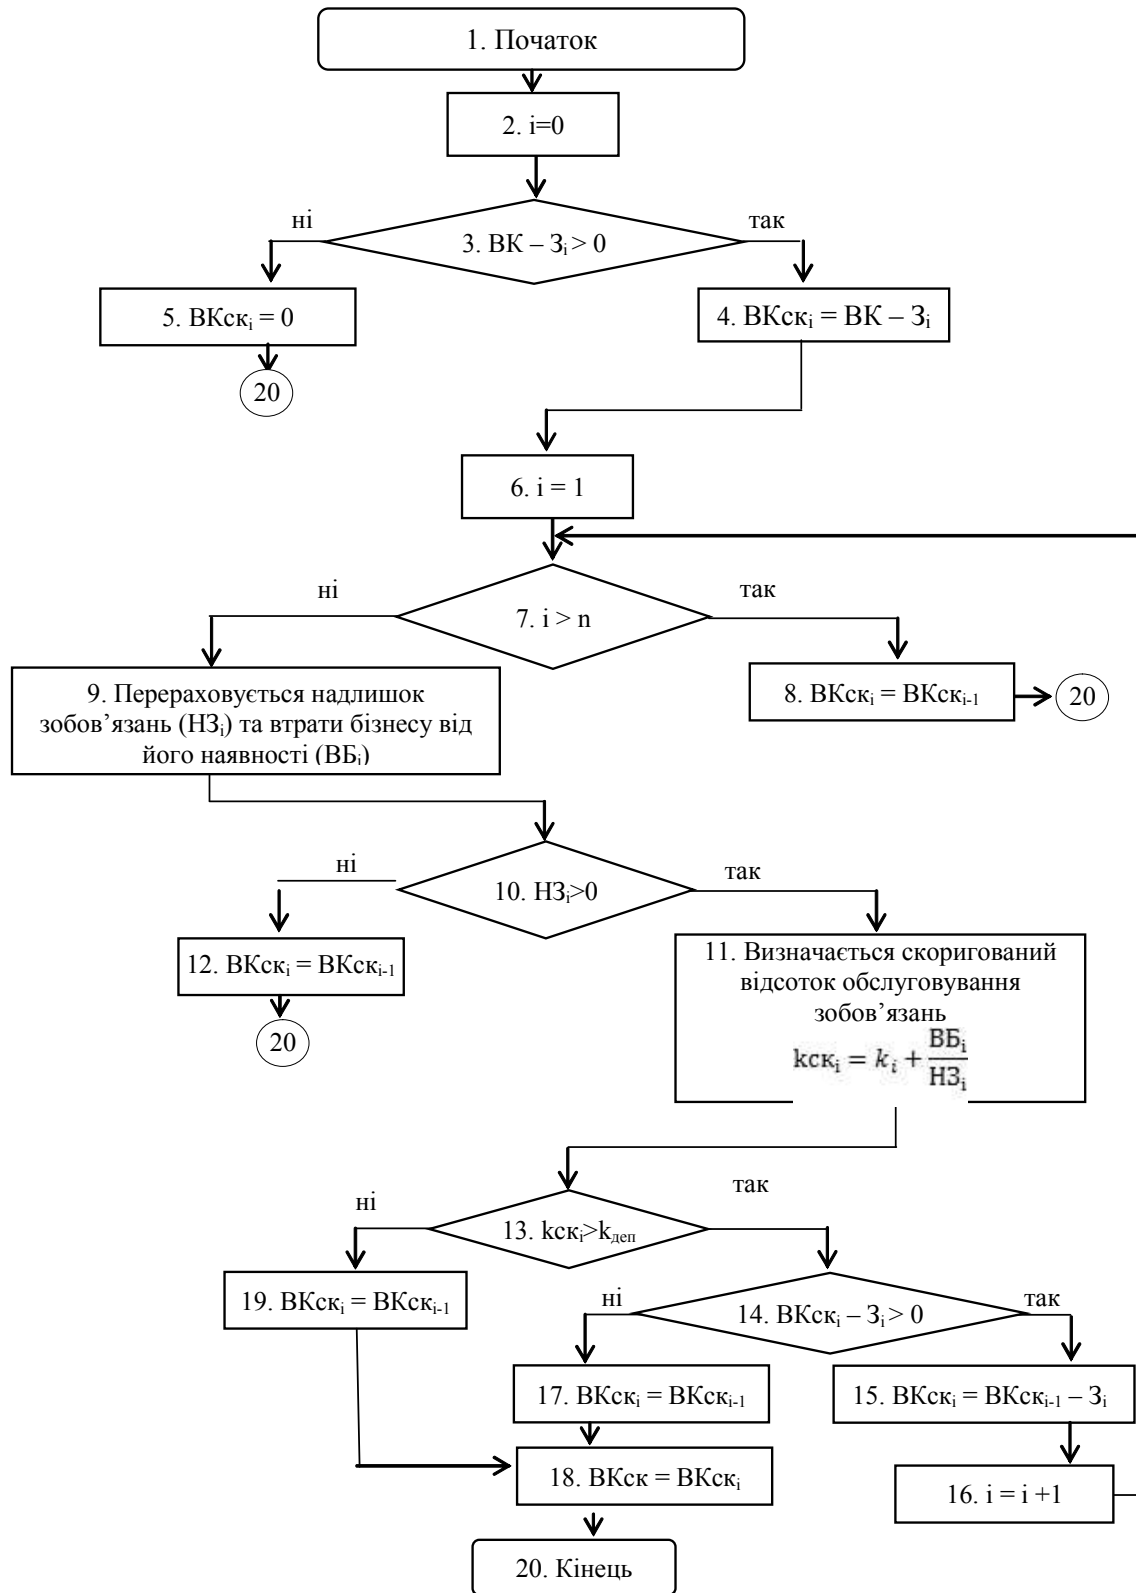 1. Початок
2. i=0
ні
так
3. ВК – Зi > 0
5. ВКскi = 0
4. ВКскi = ВК – Зi
20
6. i = 1
ні
так
7. i > n
9. Перераховується надлишок
зобов’язань (НЗi) та втрати бізнесу від
його наявності (ВБi)
8. ВКскi = ВКскi-1
20
ні
так
10. НЗi>0
12. ВКскi = ВКскi-1
20
11. Визначається скоригований
відсоток обслуговування
зобов’язань
kскi = ki + ВБi/НЗi
ні
так
13. kскi>kдеп
19. ВКскi = ВКскi-1
ні
так
14. ВКскi – Зi > 0
17. ВКскi = ВКскi-1
15. ВКскi = ВКскi-1 – Зi
18. ВКск = ВКскi
16. i = i +1
20. Кінець